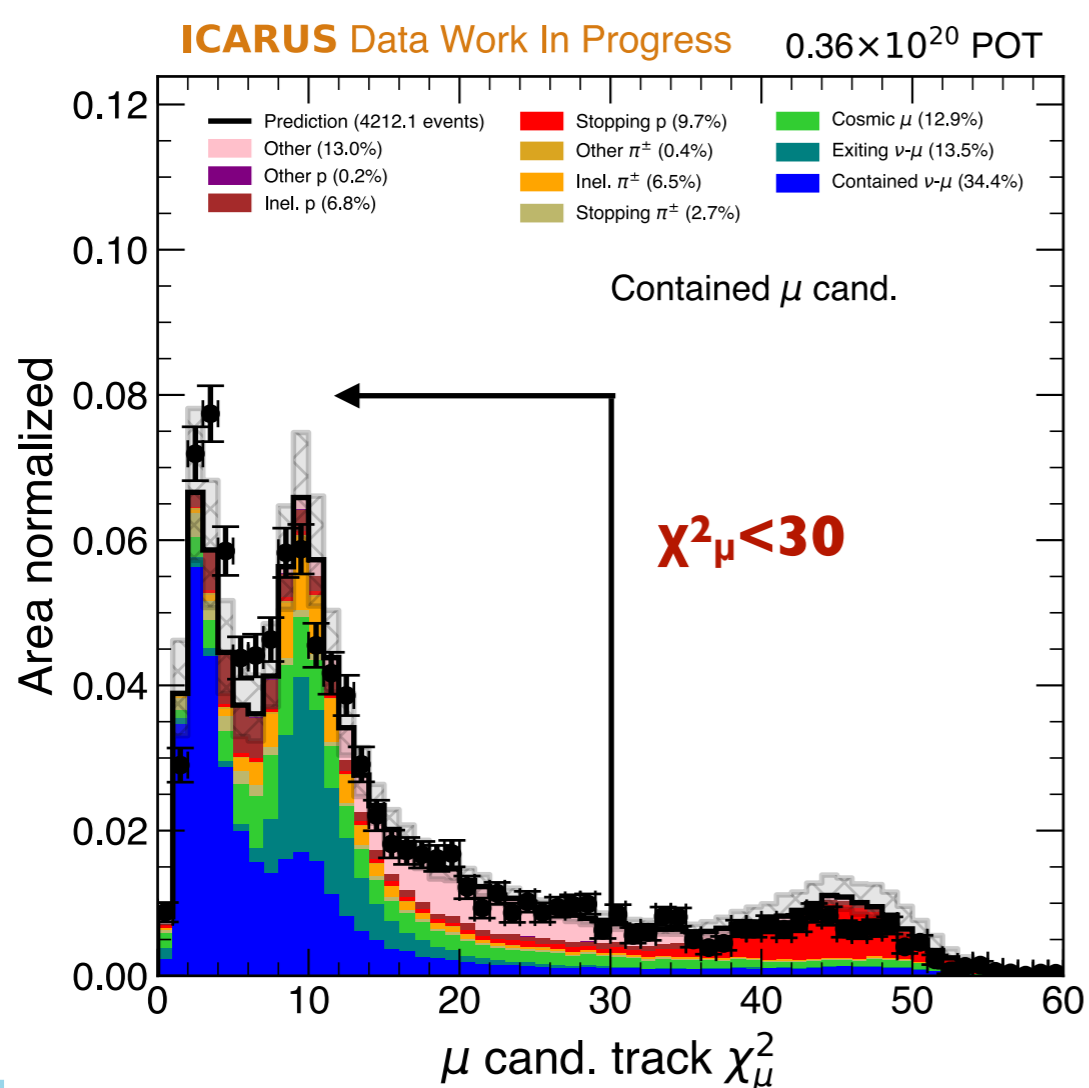 ICARUS Data Work In Progress
0.36×10²⁰ POT
Prediction (4212.1 events)
Other (13.0%)
Other p (0.2%)
Inel. p (6.8%)
Stopping p (9.7%)
Other π± (0.4%)
Inel. π± (6.5%)
Stopping π± (2.7%)
Cosmic μ (12.9%)
Exiting ν-μ (13.5%)
Contained ν-μ (34.4%)
Contained μ cand.
χ²μ<30
Area normalized
0.12
0.10
0.08
0.06
0.04
0.02
0.00
0 10 20 30 40 50 60
μ cand. track χ²μ